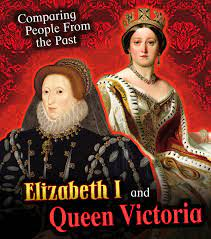 Comparing
People From
the Past
Elizabeth I and
Queen Victoria